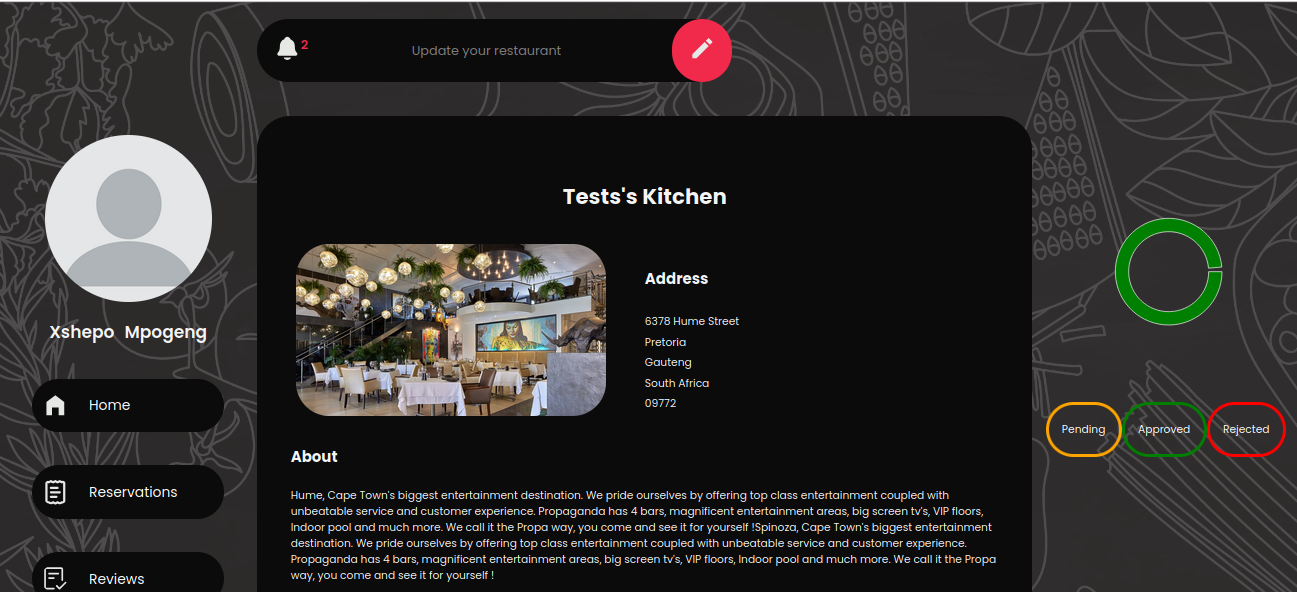 2
Update your restaurant
Xshepo Mpogeng
Home
Reservations
Reviews
Tests's Kitchen
Address
6378 Hume Street
Pretoria
Gauteng
South Africa
09772
About
Hume, Cape Town's biggest entertainment destination. We pride ourselves by offering top class entertainment coupled with
unbeatable service and customer experience. Propaganda has 4 bars, magnificent entertainment areas, big screen tv's, VIP floors,
Indoor pool and much more. We call it the Propa way, you come and see it for yourself !Spinoza, Cape Town's biggest entertainment
destination. We pride ourselves by offering top class entertainment coupled with unbeatable service and customer experience.
Propaganda has 4 bars, magnificent entertainment areas, big screen tv's, VIP floors, Indoor pool and much more. We call it the Propa
way, you come and see it for yourself !
Pending
Approved
Rejected